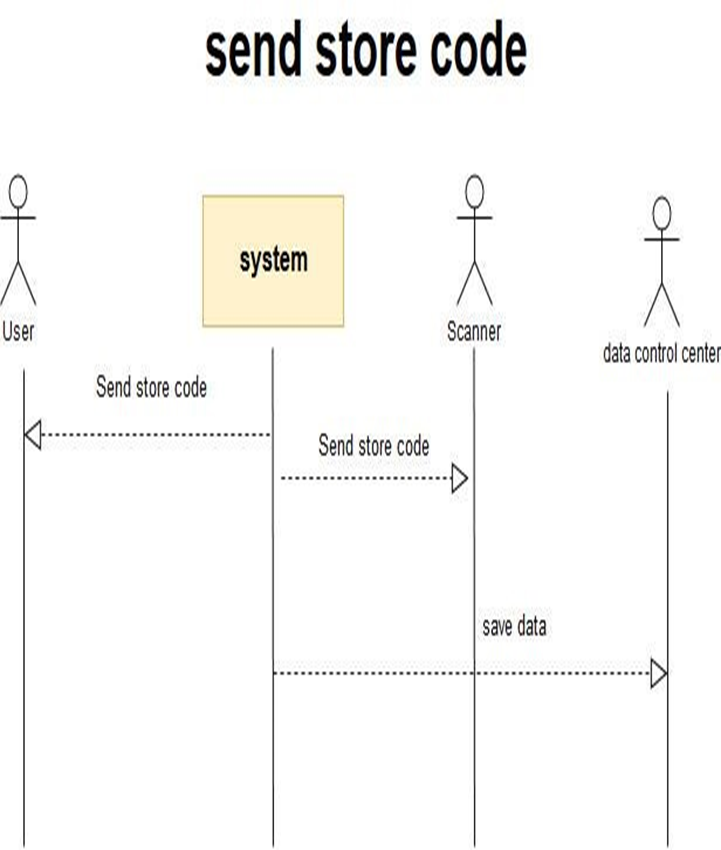 send store code
system
User
Scanner
data control center
Send store code
Send store code
save data